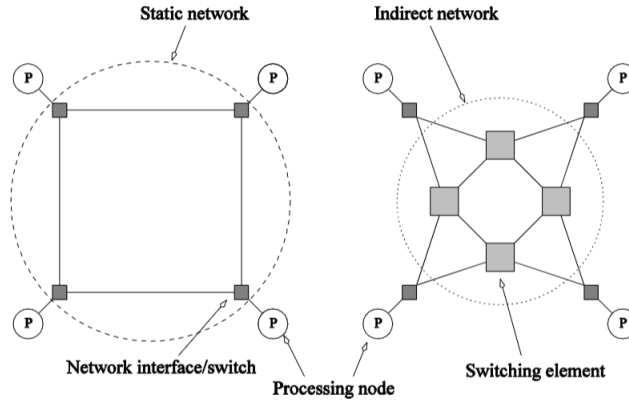 Static network
Indirect network
P
P
P
P
P
P
P
P
Network interface/switch
Processing node
Switching element